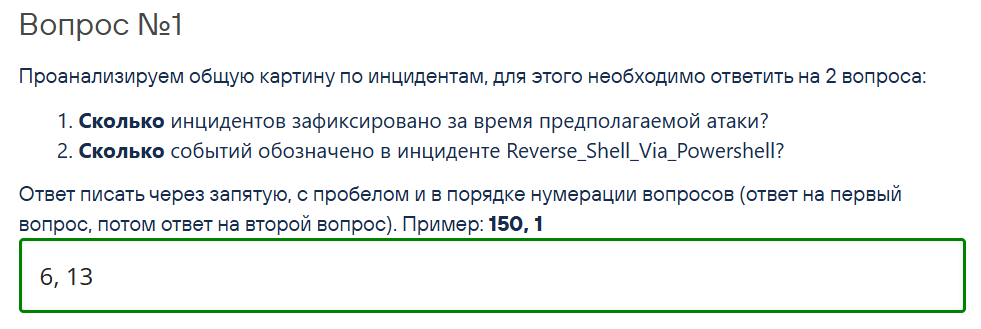 Вопрос №1
Проанализируем общую картину по инцидентам, для этого необходимо ответить на 2 вопроса:
1. Сколько инцидентов зафиксировано за время предполагаемой атаки?
2. Сколько событий обозначено в инциденте Reverse_Shell_Via_Powershell?
Ответ писать через запятую, с пробелом и в порядке нумерации вопросов (ответ на первый
вопрос, потом ответ на второй вопрос). Пример: 150, 1
6, 13